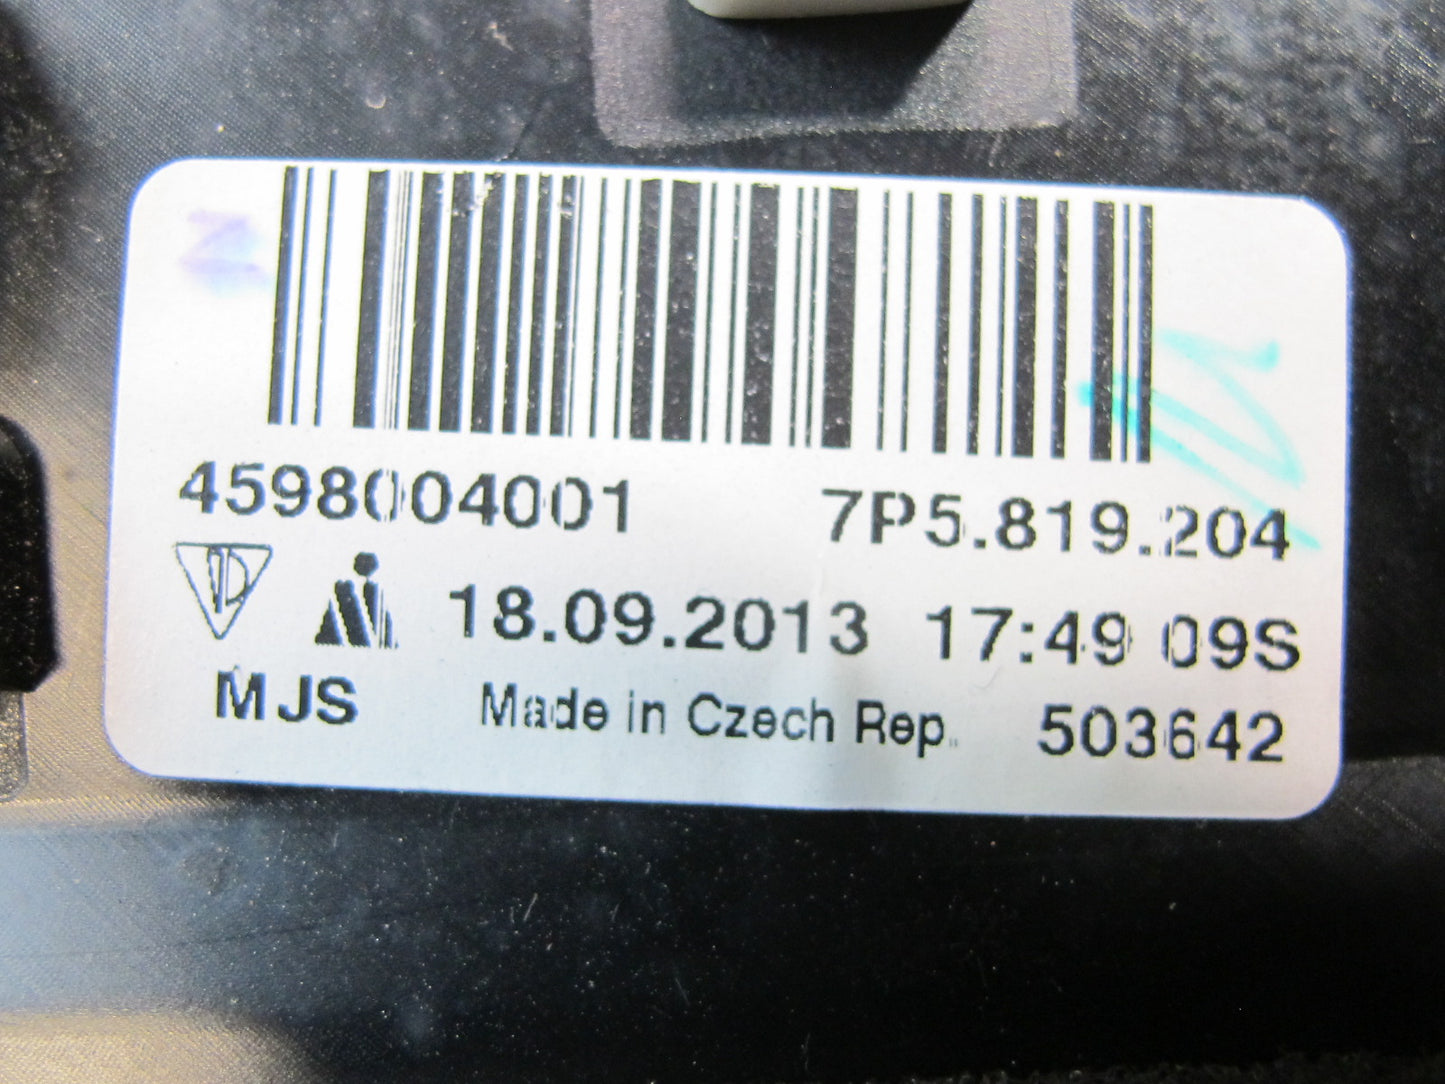 4598004001 7P5.819.204
18.09.2013 17:49 09S
MJS Made in Czech Rep. 503642